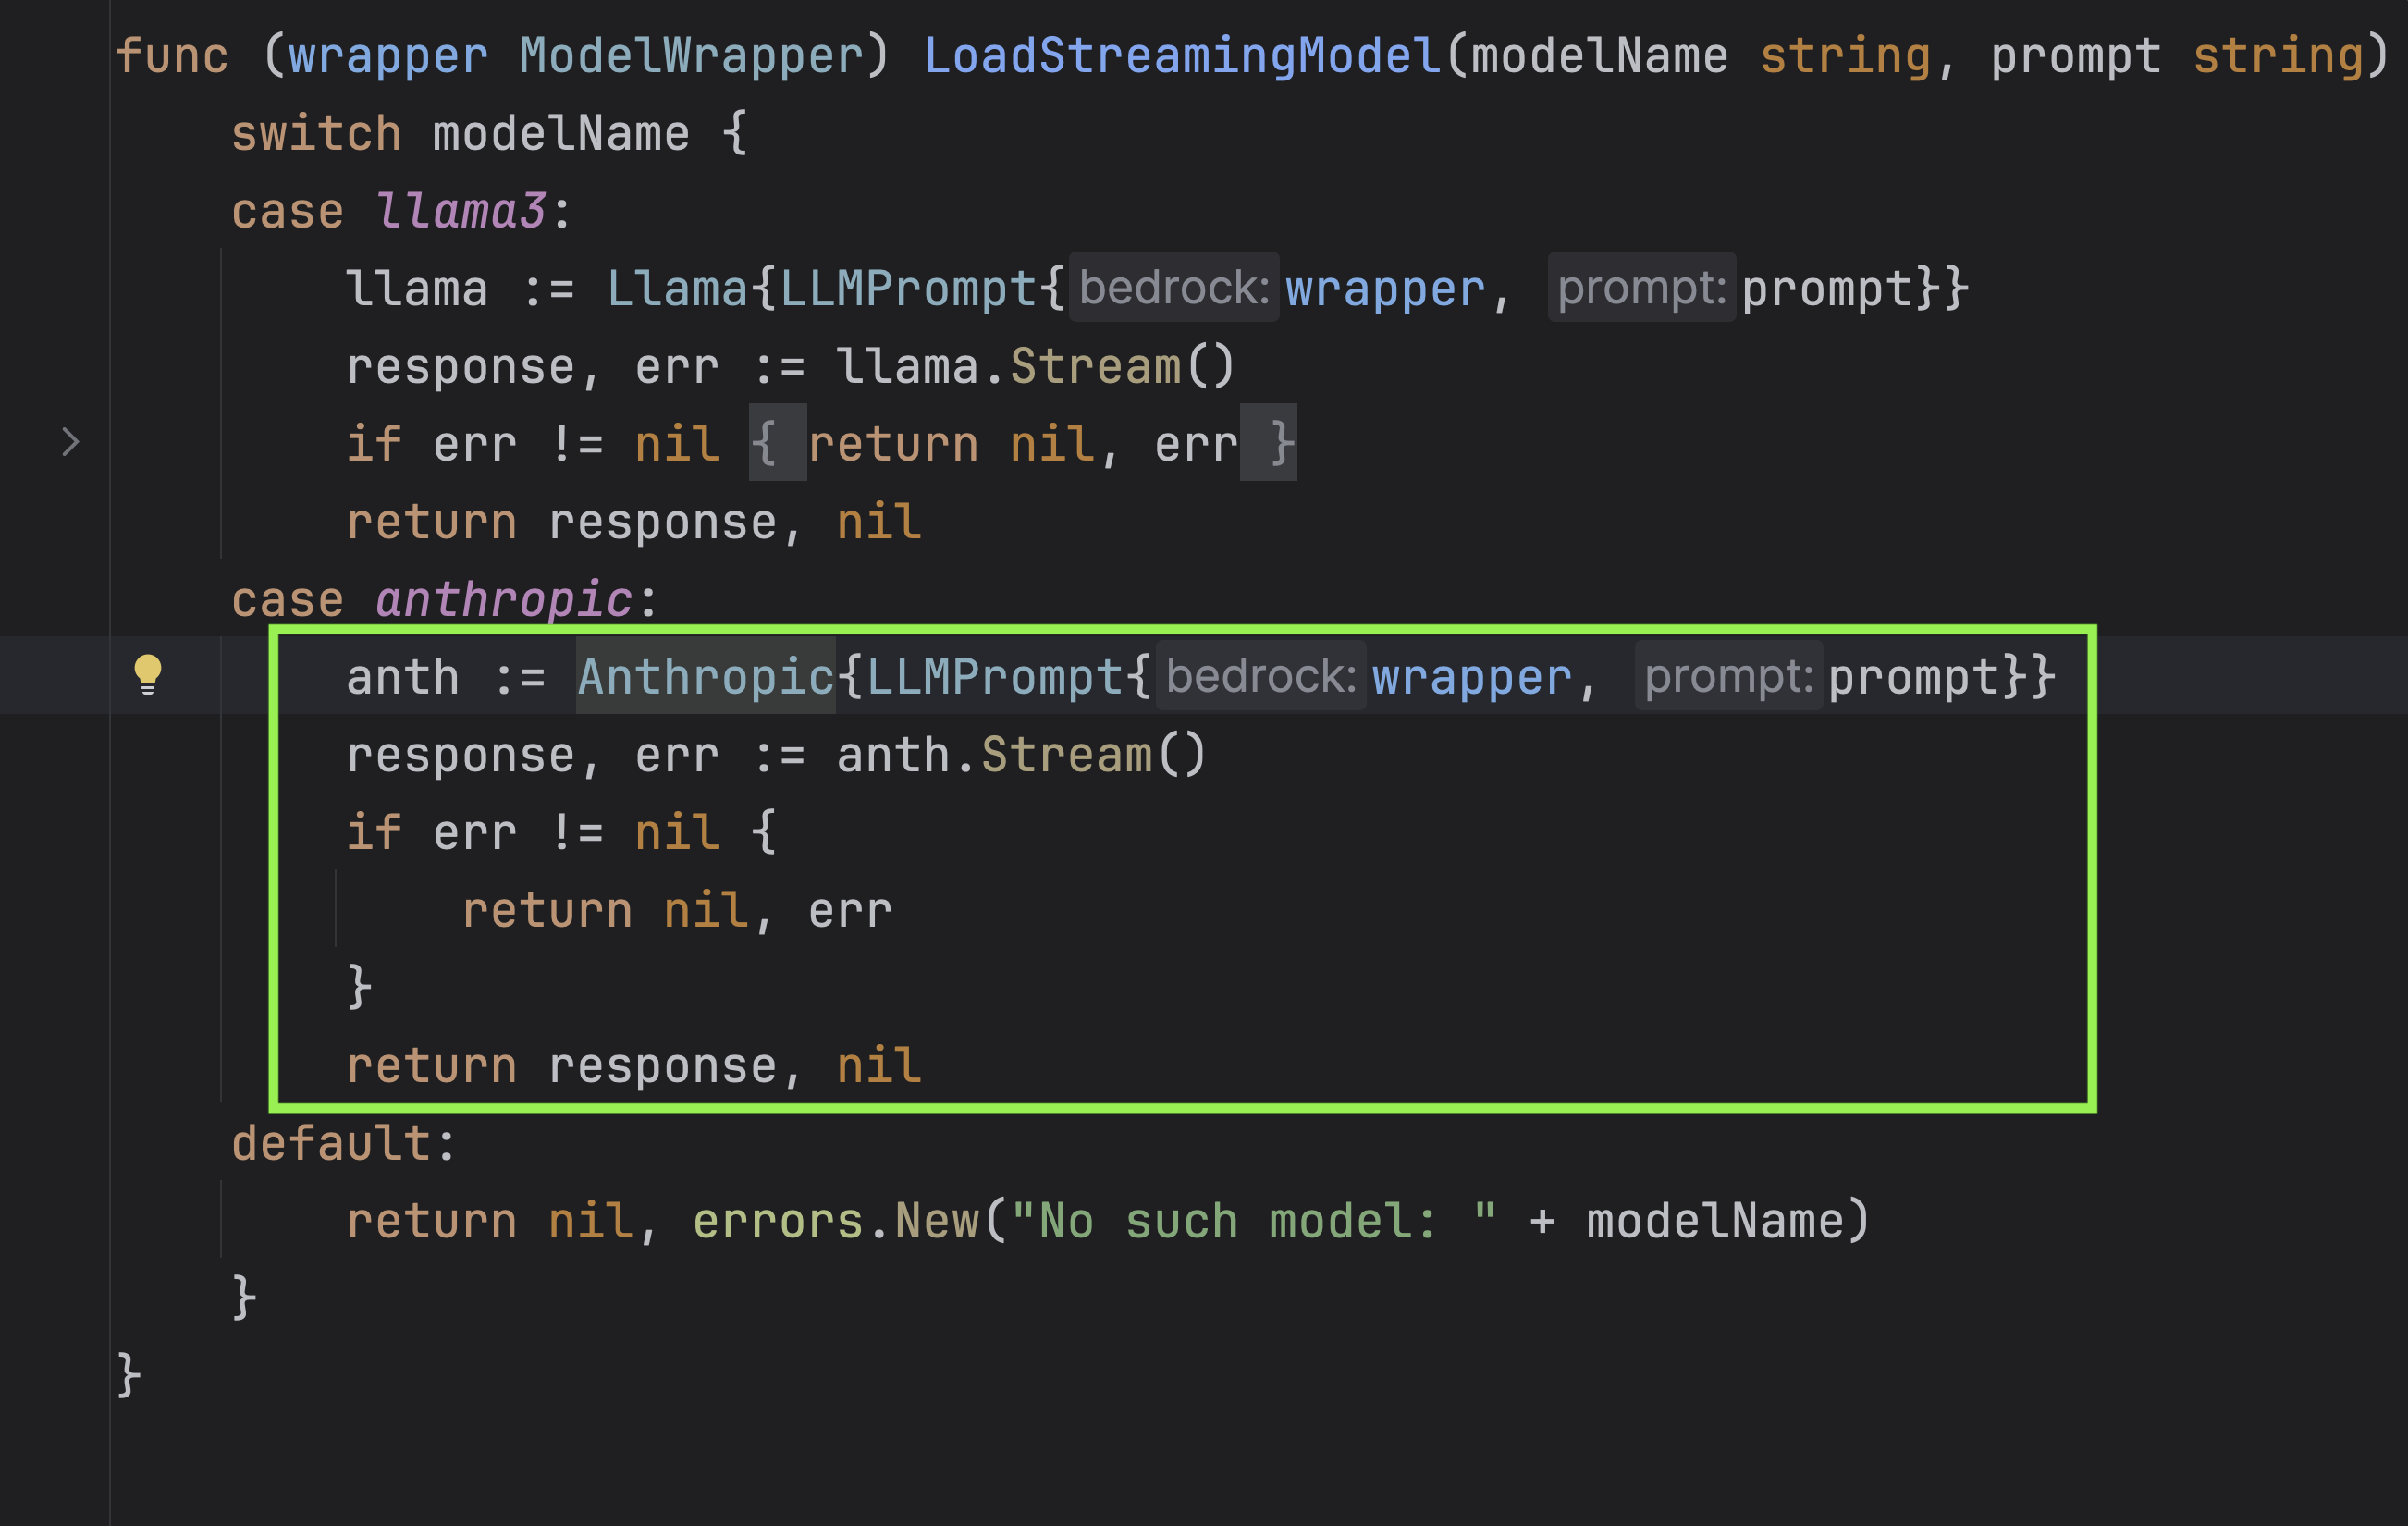 func (wrapper ModelWrapper) LoadStreamingModel(modelName string, prompt string)
switch modelName {
case llama3:
llama := Llama{LLMPrompt{bedrock: wrapper, prompt: prompt}}
response, err := llama.Stream()
if err != nil { return nil, err }
return response, nil
case anthropic:
anth := Anthropic{LLMPrompt{bedrock: wrapper, prompt: prompt}}
response, err := anth.Stream()
if err != nil {
return nil, err
}
return response, nil
default:
return nil, errors.New("No such model: " + modelName)
}
}